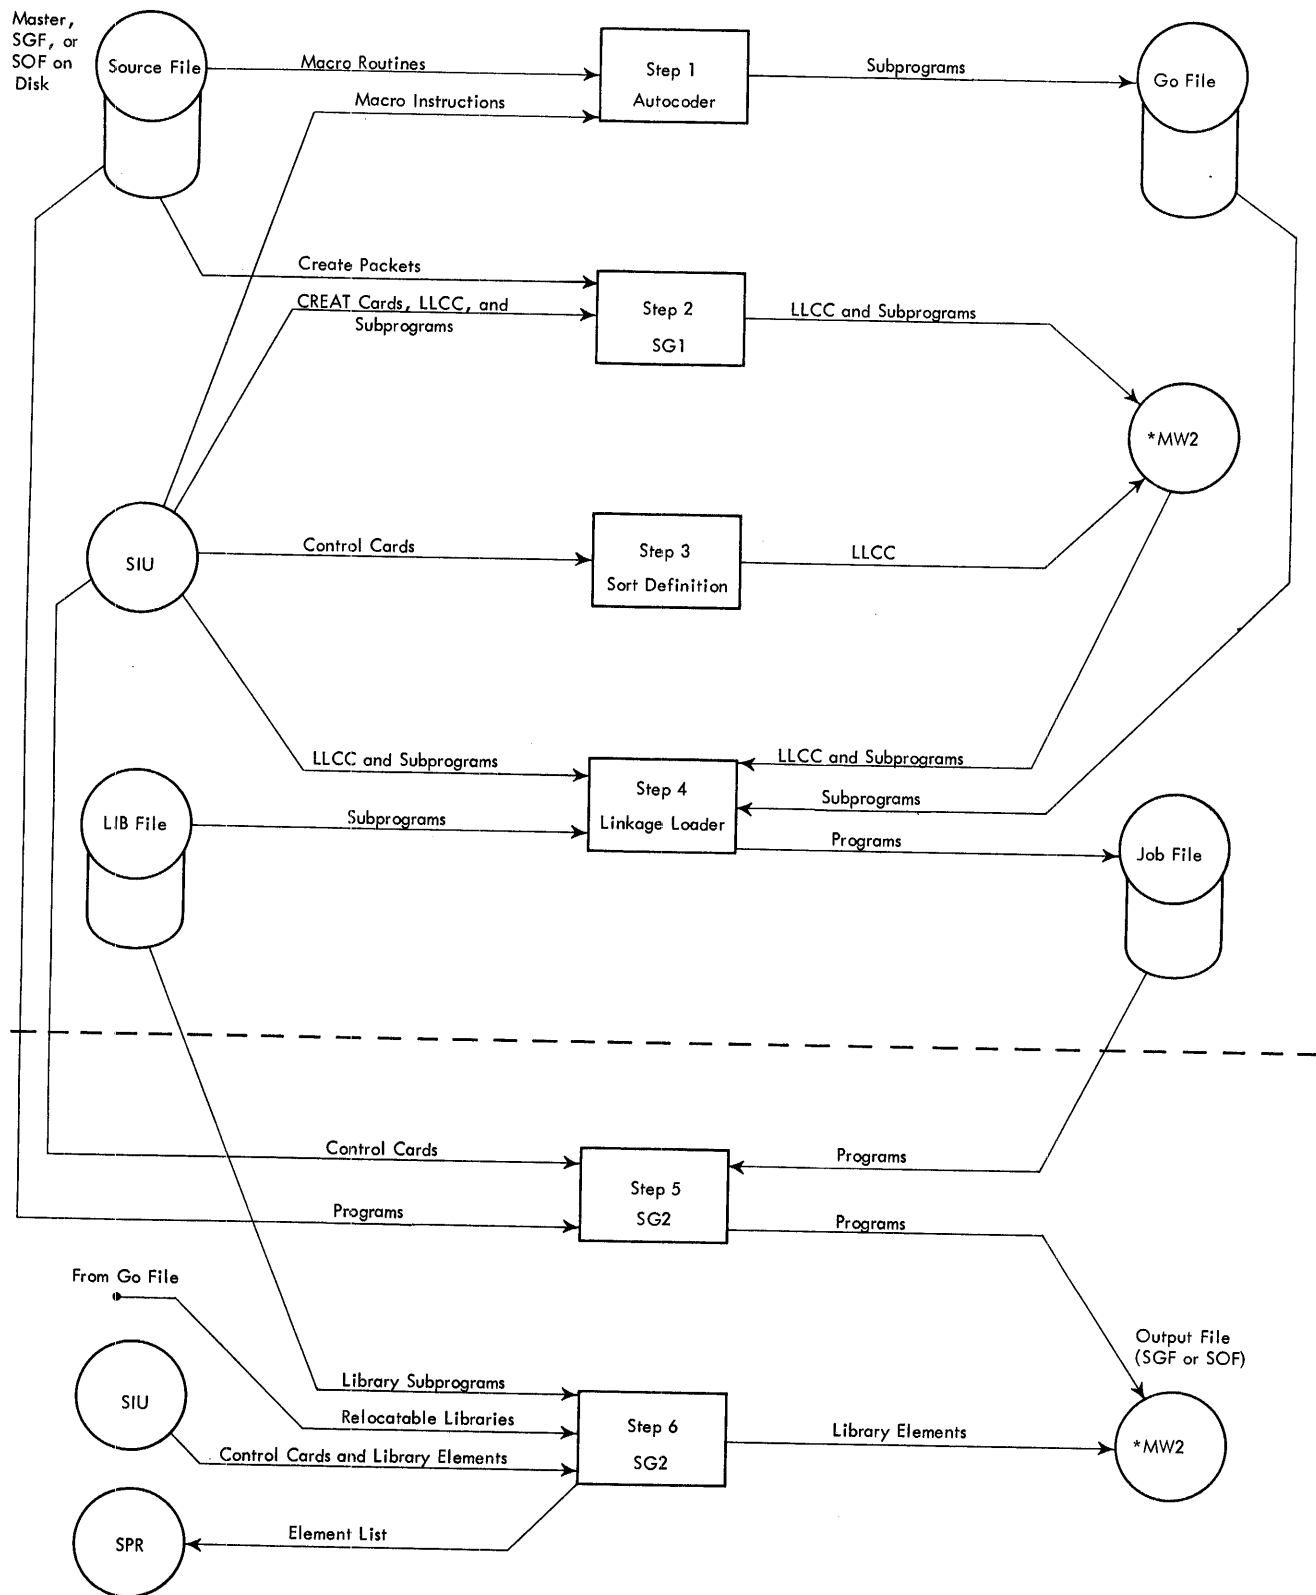 Master,
SGF, or
SOF on
Disk
Source File
Macro Routines
Macro Instructions
Step 1
Autocoder
Subprograms
Go File
Create Packets
CREAT Cards, LLCC, and
Subprograms
Step 2
SG1
LLCC and Subprograms
*MW2
SIU
Control Cards
Step 3
Sort Definition
LLCC
LLCC and Subprograms
LIB File
Subprograms
Step 4
Linkage Loader
LLCC and Subprograms
Subprograms
Programs
Job File
Control Cards
Programs
Step 5
SG2
Programs
Programs
From Go File
Output File
(SGF or SOF)
SIU
Library Subprograms
Relocatable Libraries
Control Cards and Library Elements
Step 6
SG2
Library Elements
*MW2
SPR
Element List